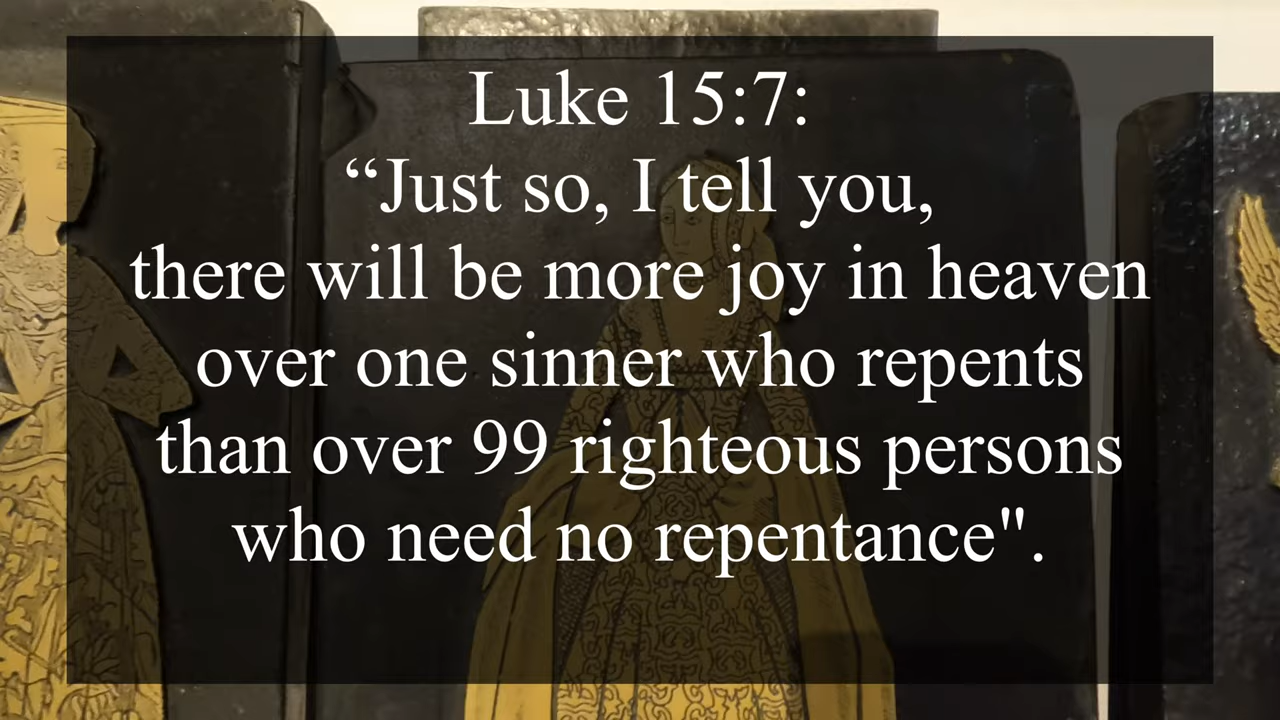 Luke 15:7:
“Just so, I tell you,
there will be more joy in heaven
over one sinner who repents
than over 99 righteous persons
who need no repentance".